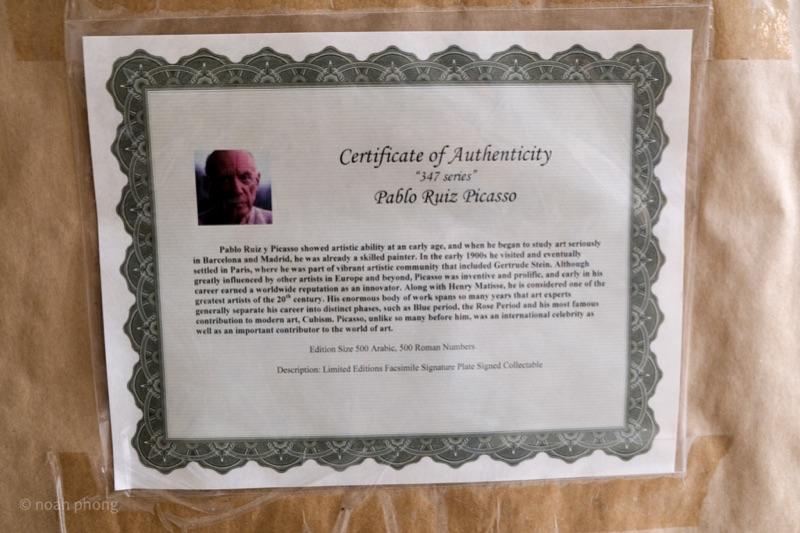 Certificate of Authenticity
"347 series"
Pablo Ruiz Picasso
Pablo Ruiz y Picasso showed artistic ability at an early age, and when he began to study art seriously
in Barcelona and Madrid, he was already a skilled painter. In the early 1900s he visited and eventually
settled in Paris, where he was part of vibrant artistic community that included Gertrude Stein. Although
greatly influenced by other artists in Europe and beyond, Picasso was inventive and prolific, and early in his
career earned a worldwide reputation as an innovator. Along with Henry Matisse, he is considered one of the
greatest artists of the 20th century. His enormous body of work spans so many years that art experts
generally separate his career into distinct phases, such as Blue period, the Rose Period and his most famous
contribution to modern art, Cubism. Picasso, unlike so many before him, was an international celebrity as
well as an important contributor to the world of art.
Edition Size 500 Arabic, 500 Roman Numbers
Description: Limited Editions Facsimile Signature Plate Signed Collectable
© noah phong